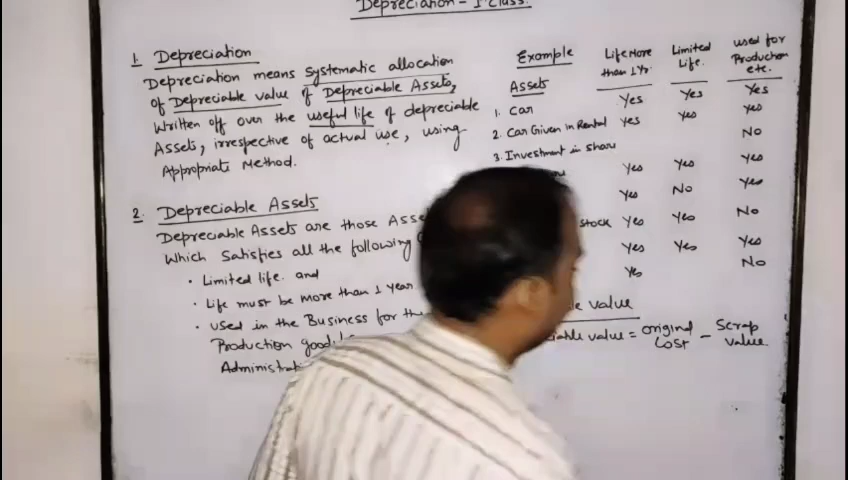 Depreciation - I Class.
1. Depreciation
Depreciation means systematic allocation
of Depreciable value of Depreciable Assets,
Written off over the useful life of depreciable
Assets, irrespective of actual use, using
Appropriate Method.
2. Depreciable Assets
Depreciable Assets are those
Which satisfies all the following
• Limited life. and
• Life must be more than 1 year
• used in the Business for the
Production good
Example Life More than 1 Yr. Limited Life. used for Production etc.
Assets
1. Car Yes Yes Yes
2. Car Given in Rental Yes Yes Yes
3. Investment in share No
Yes Yes Yes
Yes No Yes
stock Yes Yes No
Yes Yes Yes
Yes No
value
value = original Cost - Scrap value.